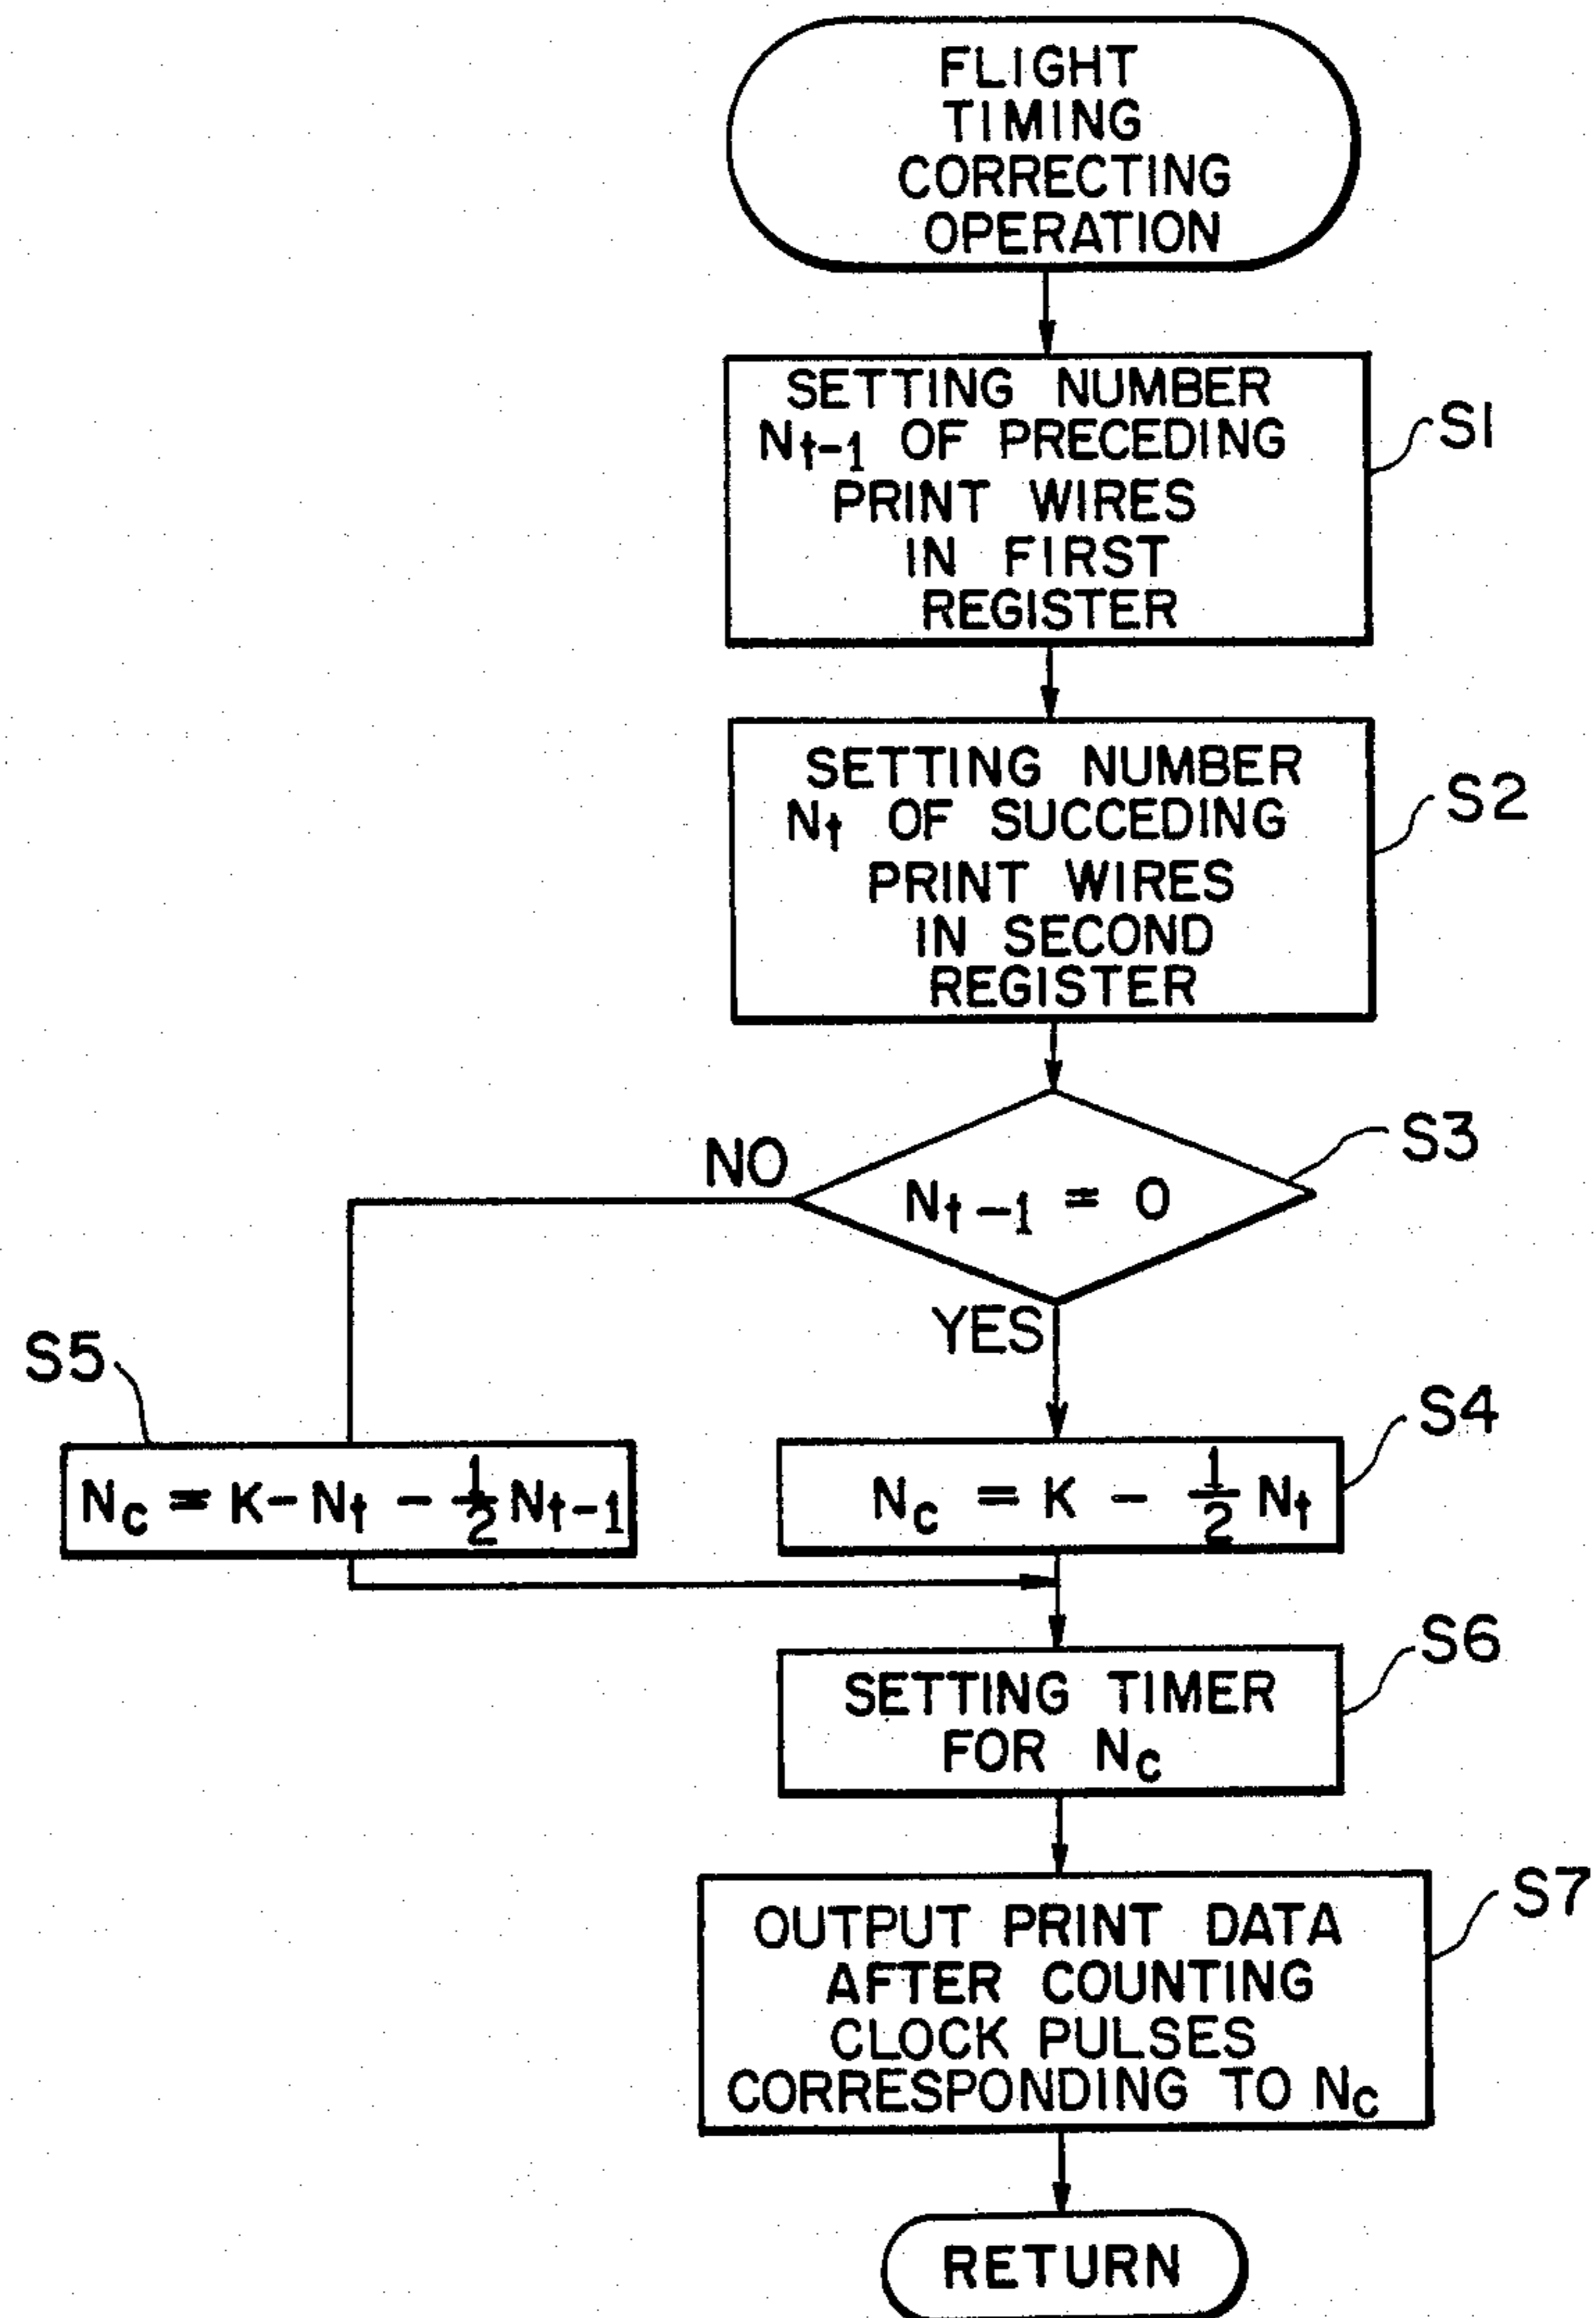 FLIGHT
TIMING
CORRECTING
OPERATION
SETTING NUMBER
Nt-1 OF PRECEDING
PRINT WIRES
IN FIRST
REGISTER
S1
SETTING NUMBER
Nt OF SUCCEDING
PRINT WIRES
IN SECOND
REGISTER
S2
Nt-1 = 0
S3
NO
YES
S5
Nc = K-Nt - 1/2 Nt-1
S4
Nc = K - 1/2 Nt
SETTING TIMER
FOR Nc
S6
OUTPUT PRINT DATA
AFTER COUNTING
CLOCK PULSES
CORRESPONDING TO Nc
S7
RETURN